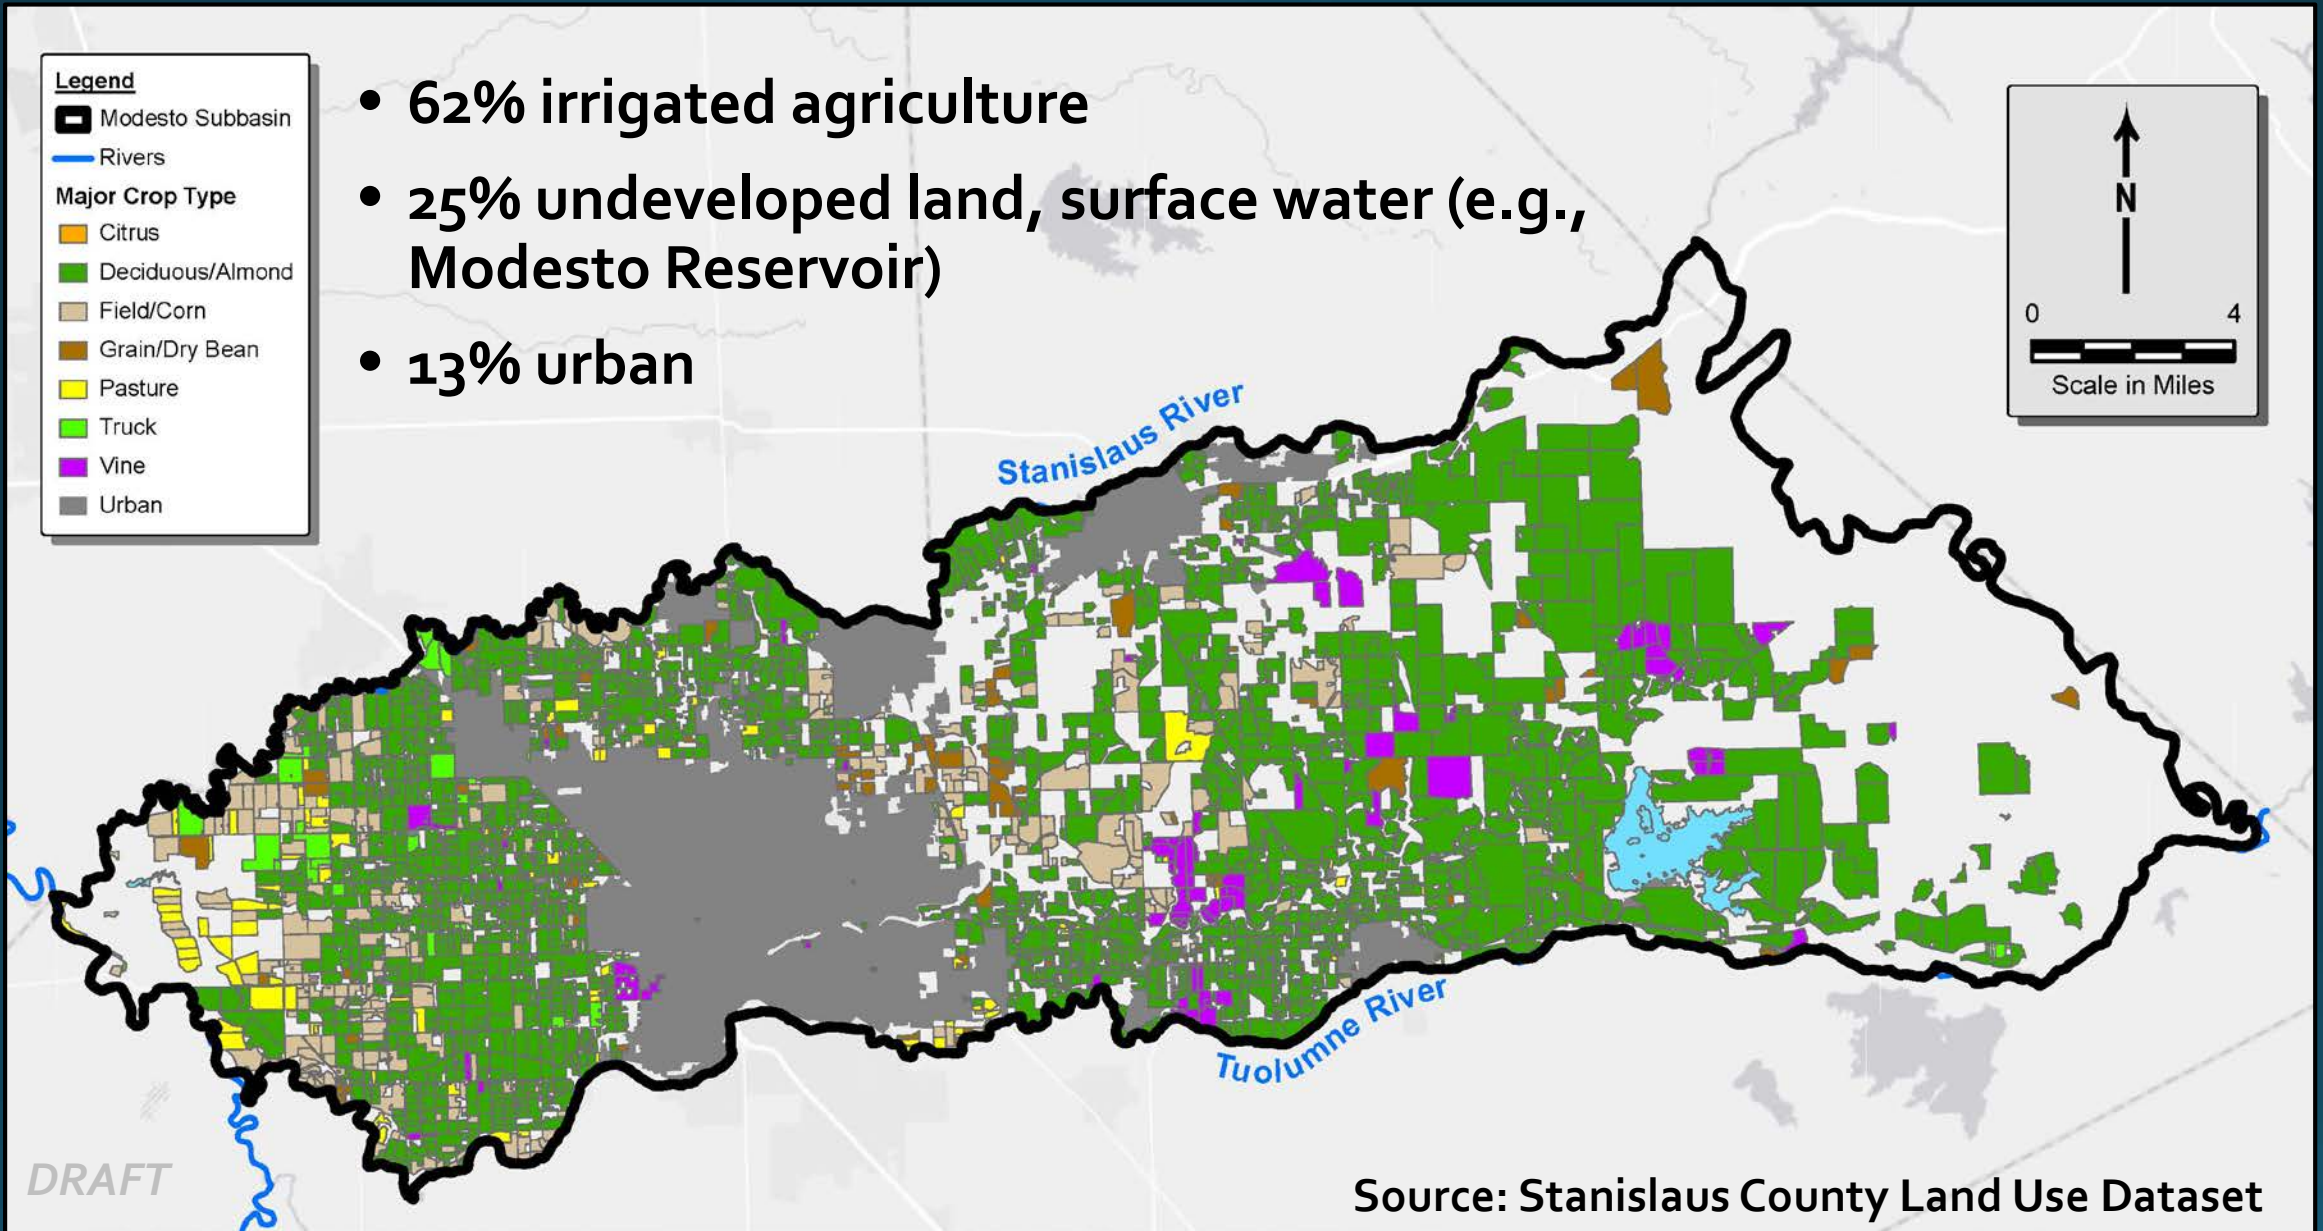 Legend
Modesto Subbasin
Rivers
Major Crop Type
Citrus
Deciduous/Almond
Field/Corn
Grain/Dry Bean
Pasture
Truck
Vine
Urban
• 62% irrigated agriculture
• 25% undeveloped land, surface water (e.g.,
Modesto Reservoir)
• 13% urban
N
0 4
Scale in Miles
Stanislaus River
Tuolumne River
DRAFT
Source: Stanislaus County Land Use Dataset